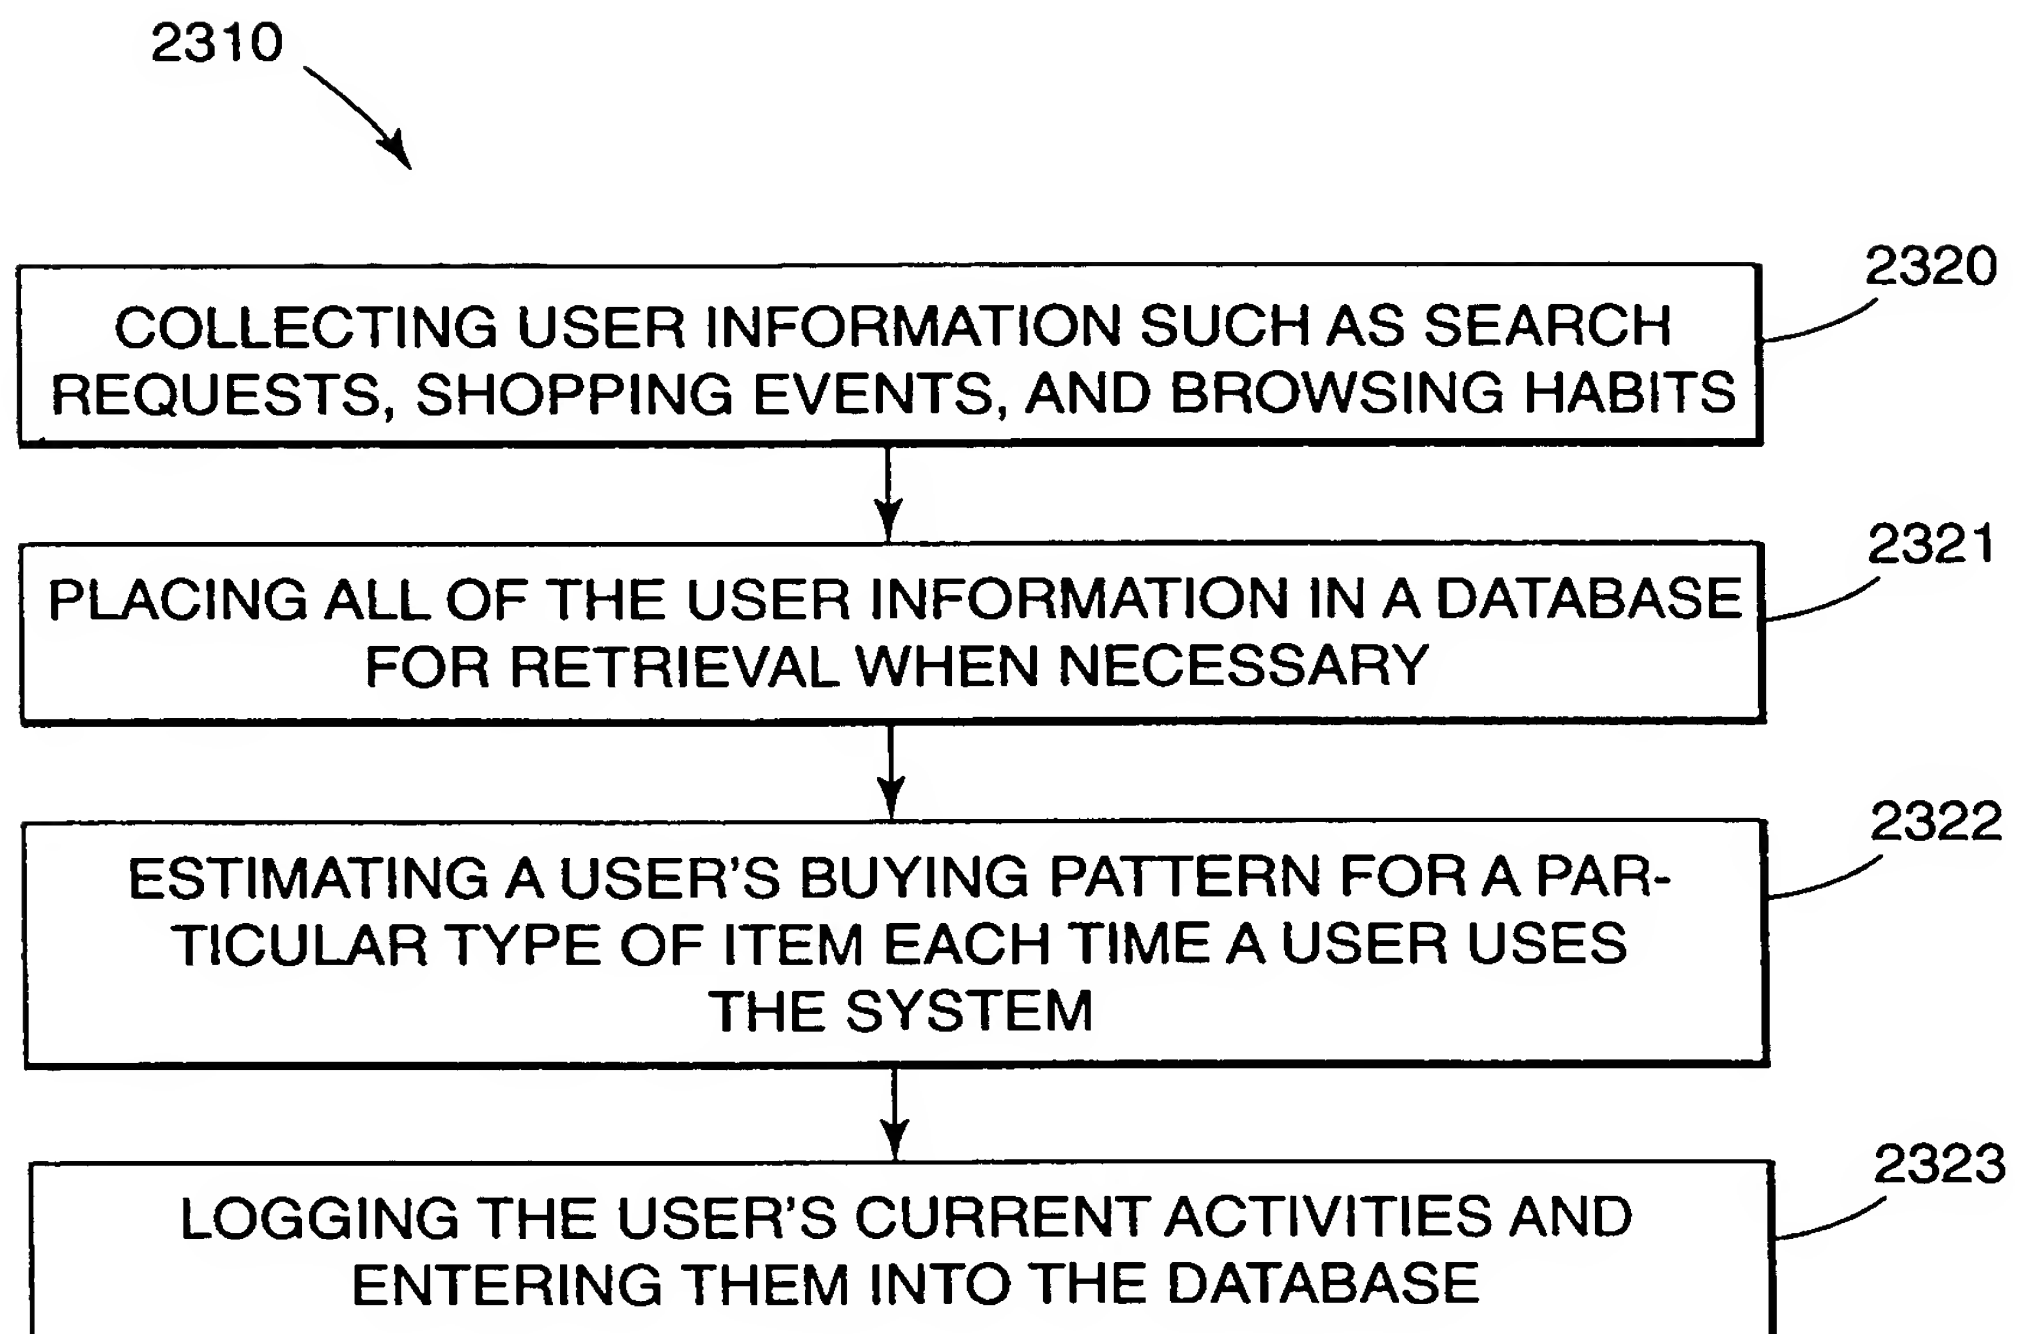 2310
2320
COLLECTING USER INFORMATION SUCH AS SEARCH
REQUESTS, SHOPPING EVENTS, AND BROWSING HABITS
2321
PLACING ALL OF THE USER INFORMATION IN A DATABASE
FOR RETRIEVAL WHEN NECESSARY
2322
ESTIMATING A USER'S BUYING PATTERN FOR A PAR-
TICULAR TYPE OF ITEM EACH TIME A USER USES
THE SYSTEM
2323
LOGGING THE USER'S CURRENT ACTIVITIES AND
ENTERING THEM INTO THE DATABASE